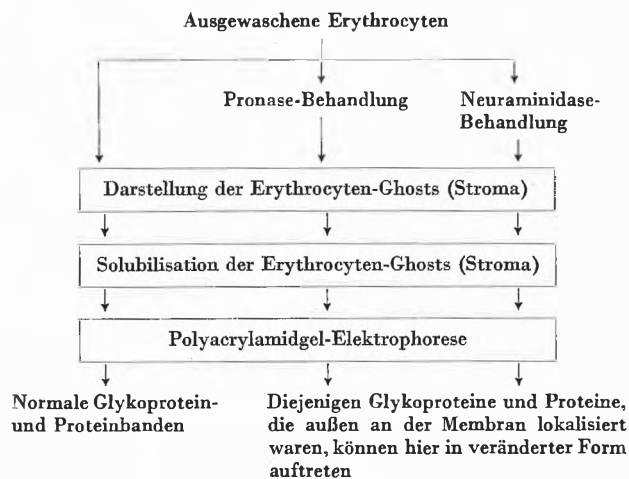 Ausgewaschene Erythrocyten
Pronase-Behandlung
Neuraminidase-
Behandlung
Darstellung der Erythrocyten-Ghosts (Stroma)
Solubilisation der Erythrocyten-Ghosts (Stroma)
Polyacrylamidgel-Elektrophorese
Normale Glykoprotein-
und Proteinbanden
Diejenigen Glykoproteine und Proteine,
die außen an der Membran lokalisiert
waren, können hier in veränderter Form
auftreten